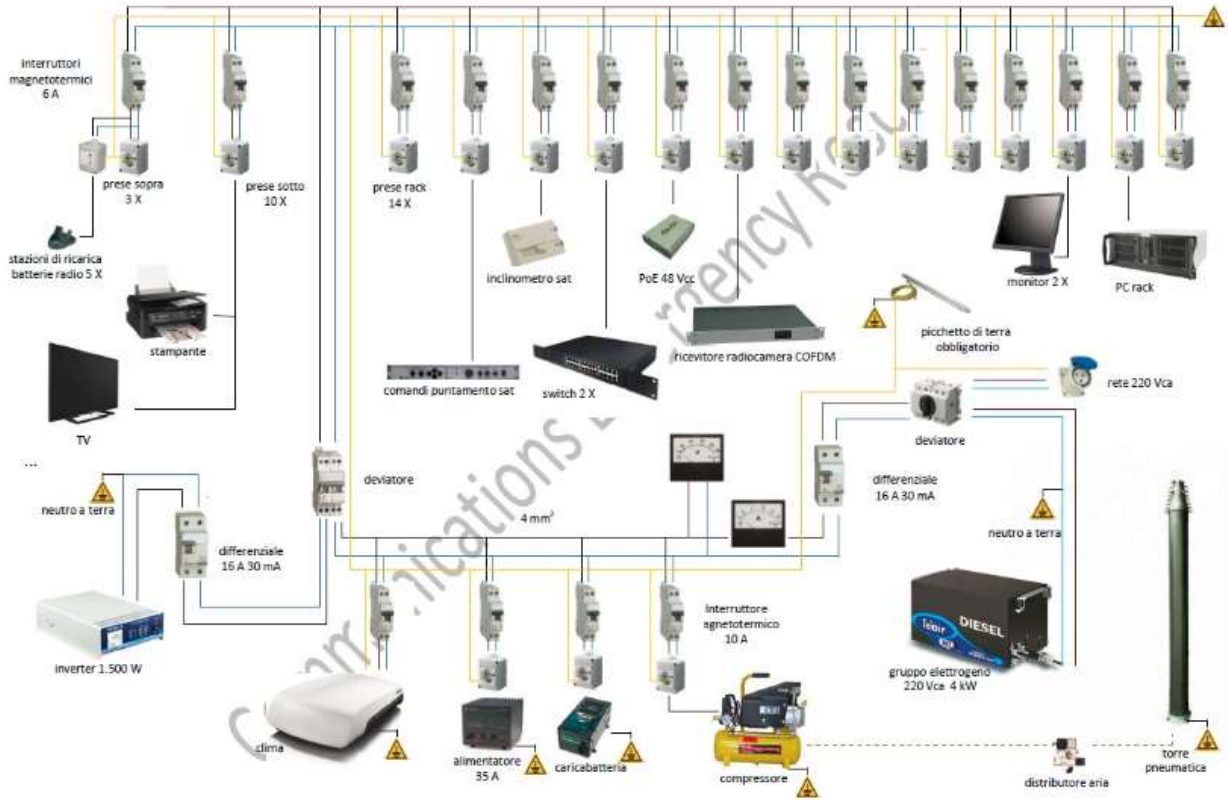 interruttori
magnetotermici
6 A
prese sopra
3 X
prese sotto
10 X
prese rack
14 X
stazioni di ricarica
batterie radio 5 X
inclinometro sat
PoE 48 Vcc
monitor 2 X
PC rack
stampante
picchetto di terra
obbligatorio
ricevitore radiocamera COFDM
comandi puntamento sat
switch 2 X
rete 220 Vca
TV
deviatore
...
deviatore
differenziale
16 A 30 mA
neutro a terra
4 mm²
neutro a terra
differenziale
16 A 30 mA
Interruttore
agnetotermico
10 A
DIESEL
Telair
inverter 1.500 W
gruppo elettrogeno
220 Vca 4 kW
clima
alimentatore
35 A
caricabatteria
compressore
distributore aria
torre
pneumatica